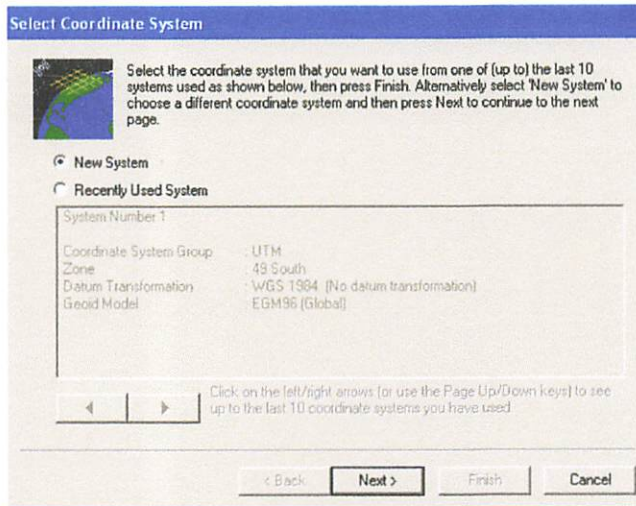 Select Coordinate System
Select the coordinate system that you want to use from one of (up to) the last 10
systems used as shown below, then press Finish. Alternatively select 'New System' to
choose a different coordinate system and then press Next to continue to the next
page.
New System
Recently Used System
System Number 1
Coordinate System Group : UTM
Zone : 49 South
Datum Transformation : WGS 1984 (No datum transformation)
Geoid Model : EGM96 (Global)
Click on the left/right arrows (or use the Page Up/Down keys) to see
up to the last 10 coordinate systems you have used
< Back Next > Finish Cancel